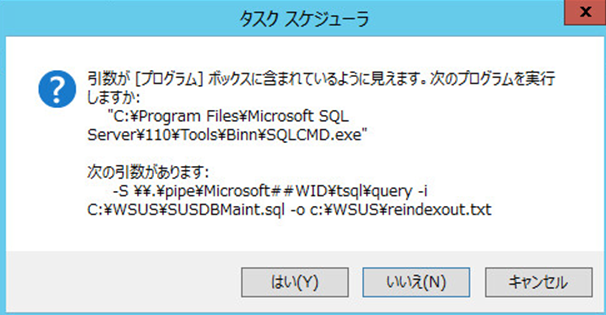 タスク スケジューラ
x
?
引数が [プログラム] ボックスに含まれているように見えます。次のプログラムを実行
しますか:
"C:¥Program Files¥Microsoft SQL
Server¥110¥Tools¥Binn¥SQLCMD.exe"
次の引数があります:
-S ¥¥.¥pipe¥Microsoft##WID¥tsql¥query -i
C:¥WSUS¥SUSDBMaint.sql -o c:¥WSUS¥reindexout.txt
はい(Y)
いいえ(N)
キャンセル